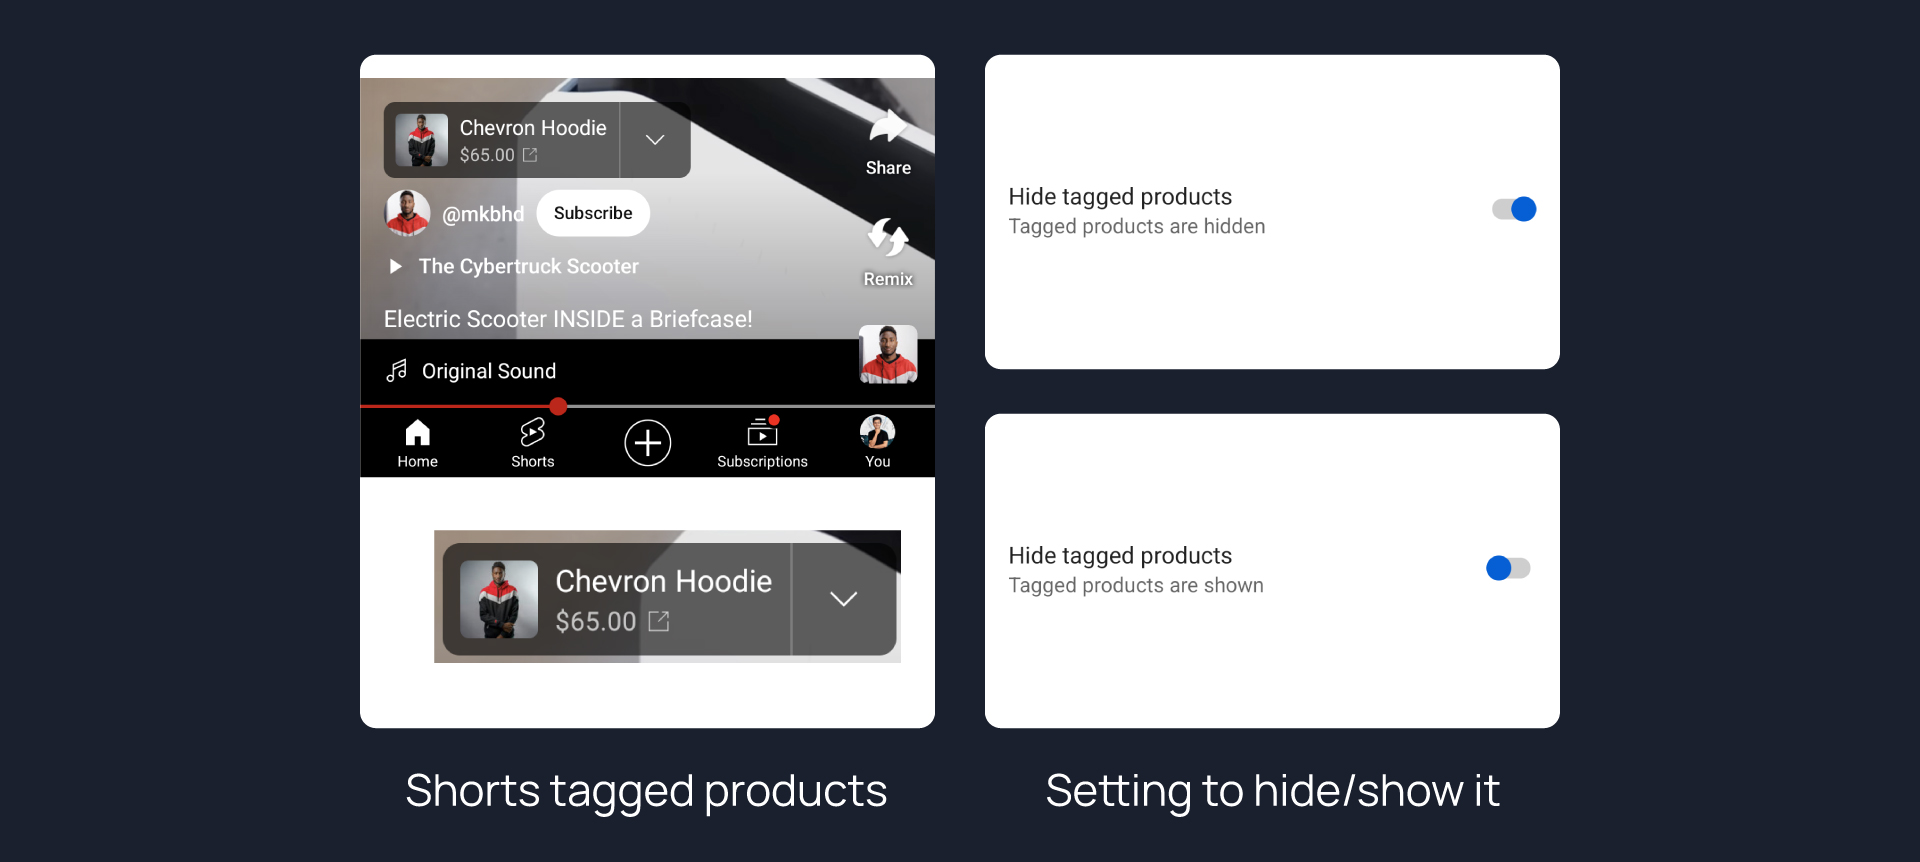 Chevron Hoodie
$65.00
Share
@mkbhd
Subscribe
The Cybertruck Scooter
Remix
Electric Scooter INSIDE a Briefcase!
Original Sound
Home
Shorts
Subscriptions
You
Chevron Hoodie
$65.00
Shorts tagged products
Hide tagged products
Tagged products are hidden
Hide tagged products
Tagged products are shown
Setting to hide/show it